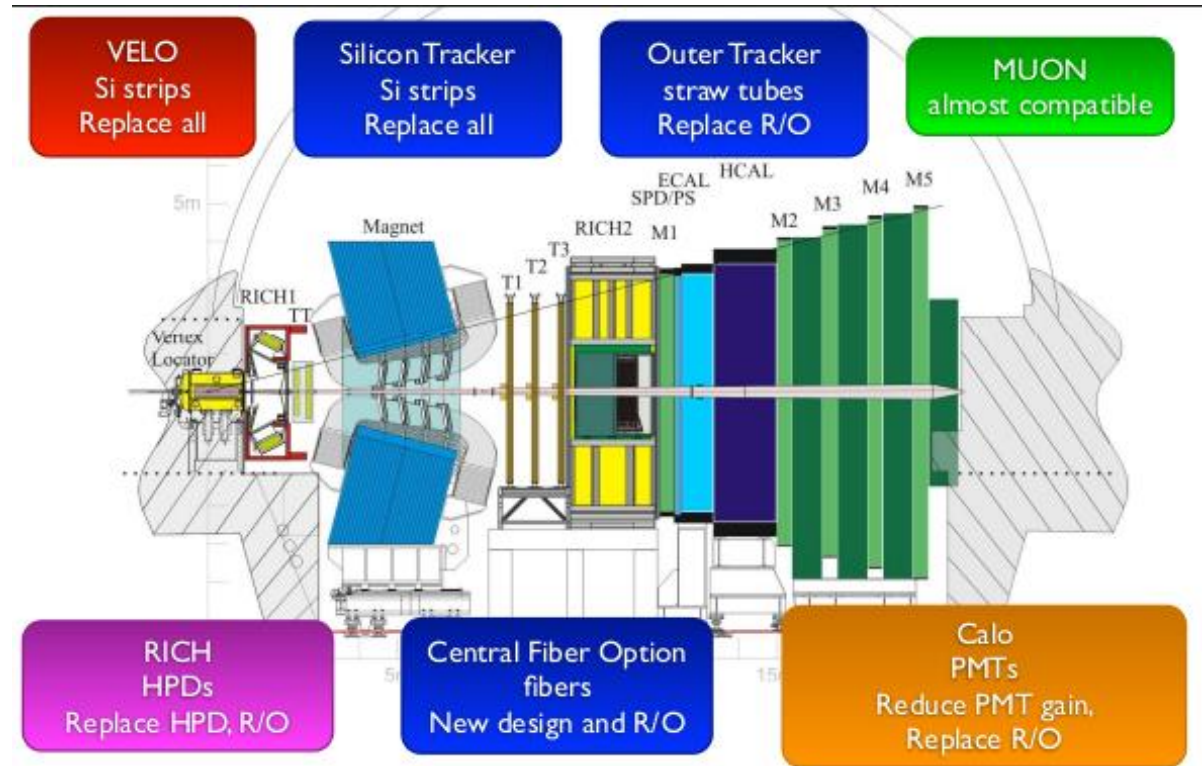 VELO
Si strips
Replace all
Silicon Tracker
Si strips
Replace all
Outer Tracker
straw tubes
Replace R/O
MUON
almost compatible
5m
Vertex
Locator
RICH1
TT
Magnet
T1
T2
T3
RICH2
SPD/PS
M1
ECAL
HCAL
M2
M3
M4
M5
RICH
HPDs
Replace HPD, R/O
Central Fiber Option
fibers
New design and R/O
Calo
PMTs
Reduce PMT gain,
Replace R/O